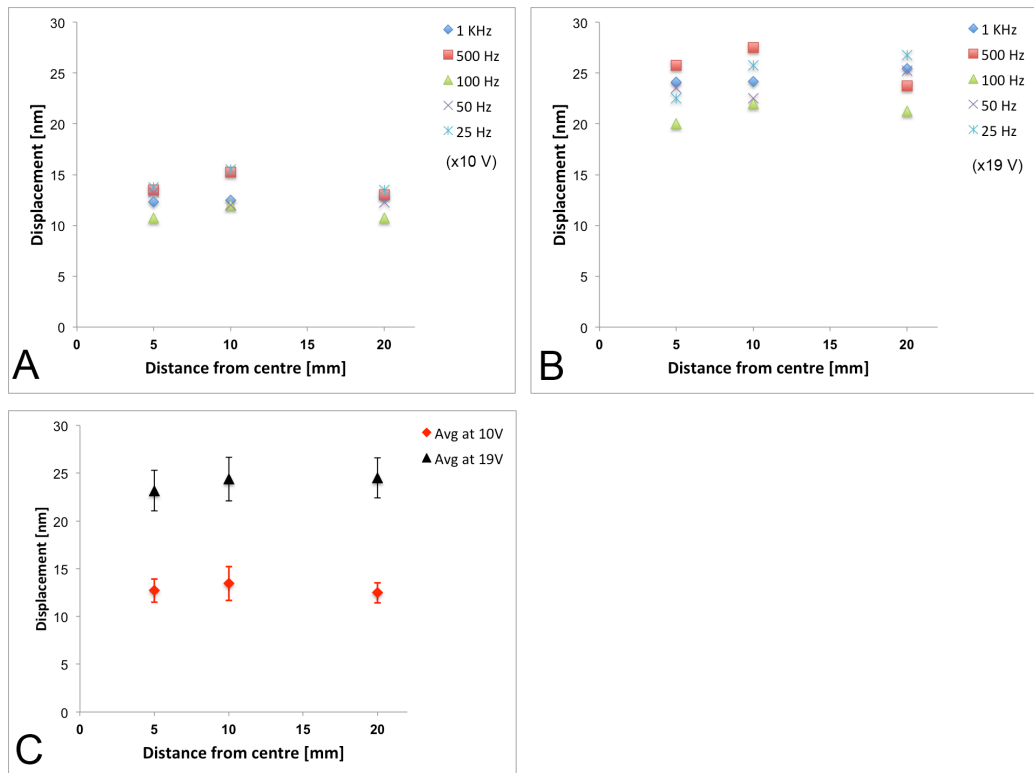 30
25
20
15
10
5
0
Displacement [nm]
0 5 10 15 20
Distance from centre [mm]
1 KHz
500 Hz
100 Hz
50 Hz
25 Hz
(x10 V)
A
30
25
20
15
10
5
0
Displacement [nm]
0 5 10 15 20
Distance from centre [mm]
1 KHz
500 Hz
100 Hz
50 Hz
25 Hz
(x19 V)
B
30
25
20
15
10
5
0
Displacement [nm]
0 5 10 15 20
Distance from centre [mm]
Avg at 10V
Avg at 19V
C